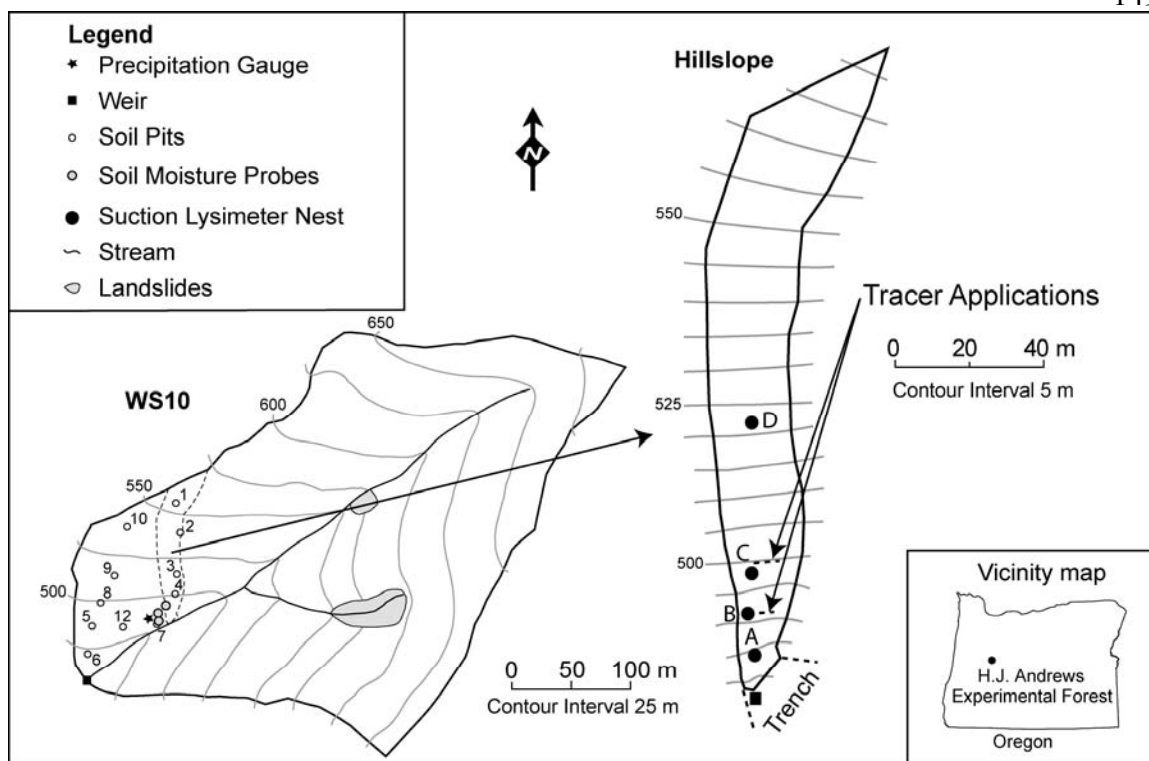 Legend
Precipitation Gauge
Weir
Soil Pits
Soil Moisture Probes
Suction Lysimeter Nest
Stream
Landslides
N
Hillslope
550
525
500
D
C
B
A
Trench
Tracer Applications
0 20 40 m
Contour Interval 5 m
WS10
650
600
550
500
1
2
10
3
9
4
8
5
12
7
6
0 50 100 m
Contour Interval 25 m
Vicinity map
H.J. Andrews
Experimental Forest
Oregon